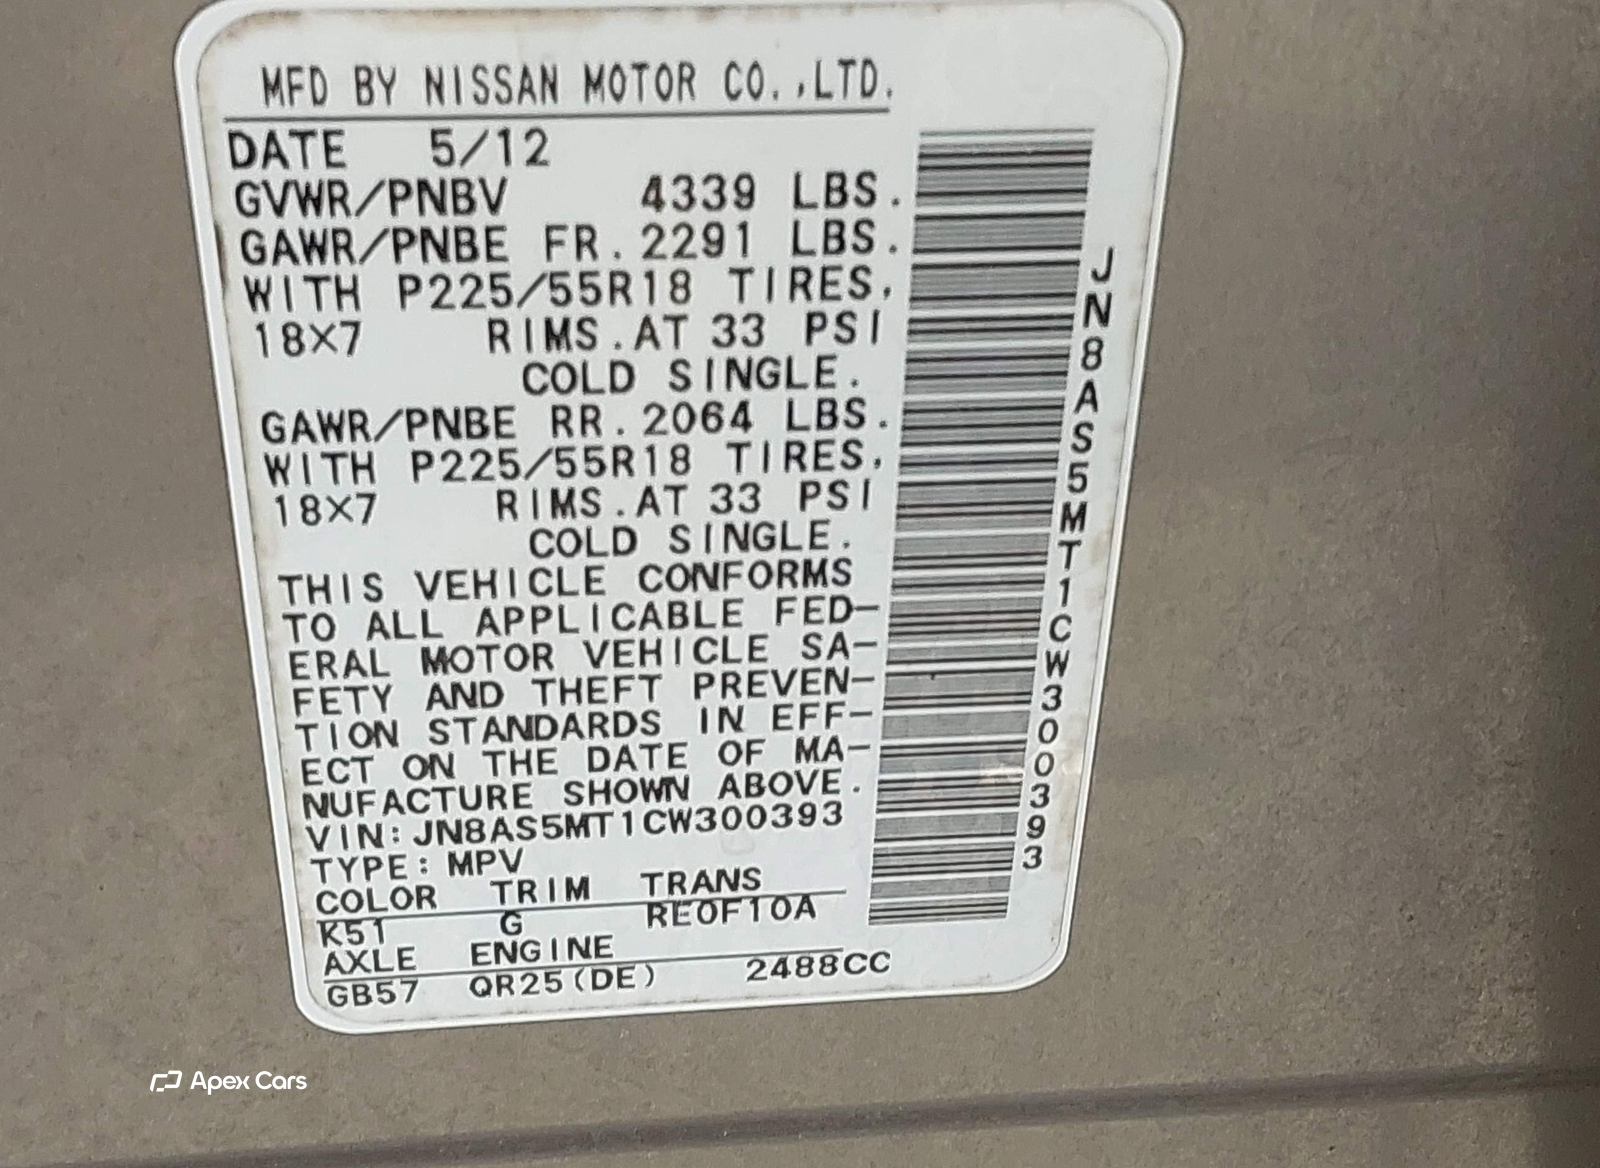 MFD BY NISSAN MOTOR CO.,LTD.
DATE 5/12
GVWR/PNBV 4339 LBS.
GAWR/PNBE FR. 2291 LBS.
WITH P225/55R18 TIRES,
18X7 RIMS.AT 33 PSI
COLD SINGLE.
GAWR/PNBE RR. 2064 LBS.
WITH P225/55R18 TIRES,
18X7 RIMS.AT 33 PSI
COLD SINGLE.
THIS VEHICLE CONFORMS
TO ALL APPLICABLE FED-
ERAL MOTOR VEHICLE SA-
FETY AND THEFT PREVEN-
TION STANDARDS IN EFF-
ECT ON THE DATE OF MA-
NUFACTURE SHOWN ABOVE.
VIN:JN8AS5MT1CW300393
TYPE:MPV
COLOR TRIM TRANS
K51 G RE0F10A
AXLE ENGINE
GB57 QR25(DE) 2488CC
JN8AS5MT1CW300393
Apex Cars